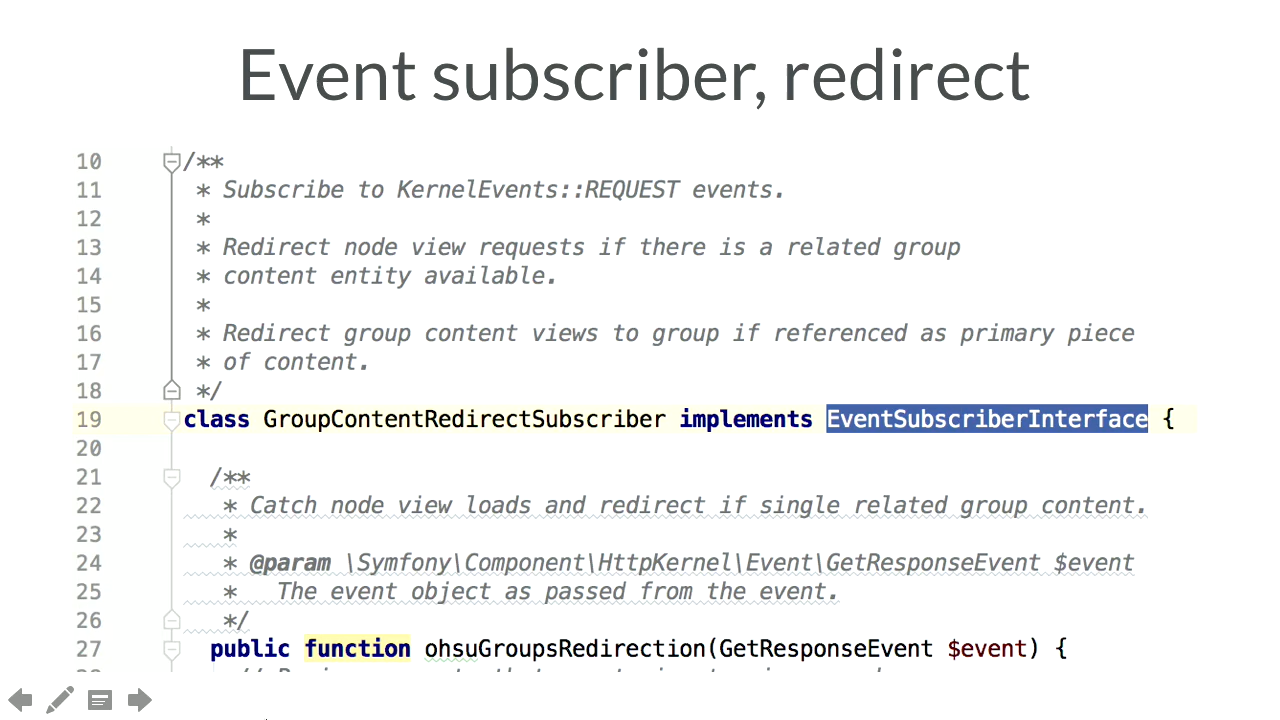 Event subscriber, redirect
10 /**
11 * Subscribe to KernelEvents::REQUEST events.
12 *
13 * Redirect node view requests if there is a related group
14 * content entity available.
15 *
16 * Redirect group content views to group if referenced as primary piece
17 * of content.
18 */
19 class GroupContentRedirectSubscriber implements EventSubscriberInterface {
20
21 /**
22 * Catch node view loads and redirect if single related group content.
23 *
24 * @param \Symfony\Component\HttpKernel\Event\GetResponseEvent $event
25 * The event object as passed from the event.
26 */
27 public function ohsuGroupsRedirection(GetResponseEvent $event) {